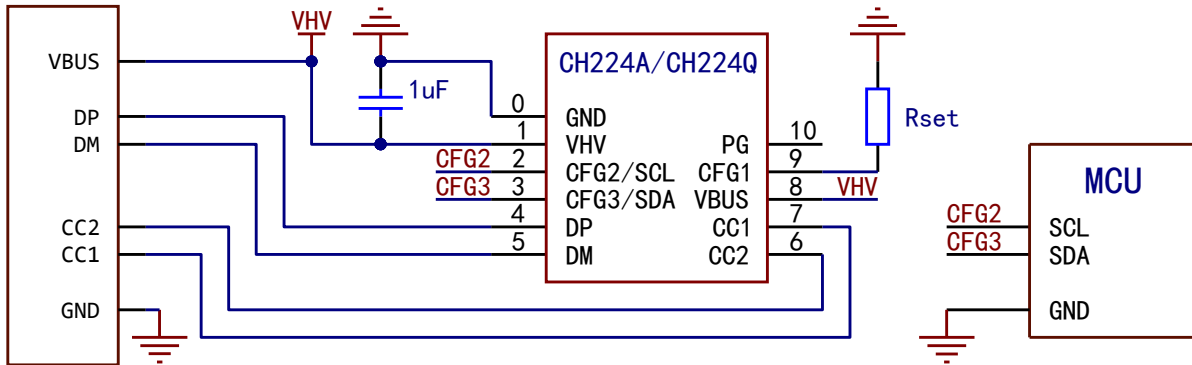 VBUS
DP
DM
CC2
CC1
GND
VHV
1uF
CH224A/CH224Q
0
GND
1
VHV
CFG2
2
CFG2/SCL
CFG3
3
CFG3/SDA
4
DP
5
DM
10
PG
9
CFG1
8
VBUS
VHV
7
CC1
6
CC2
Rset
MCU
CFG2
SCL
CFG3
SDA
GND